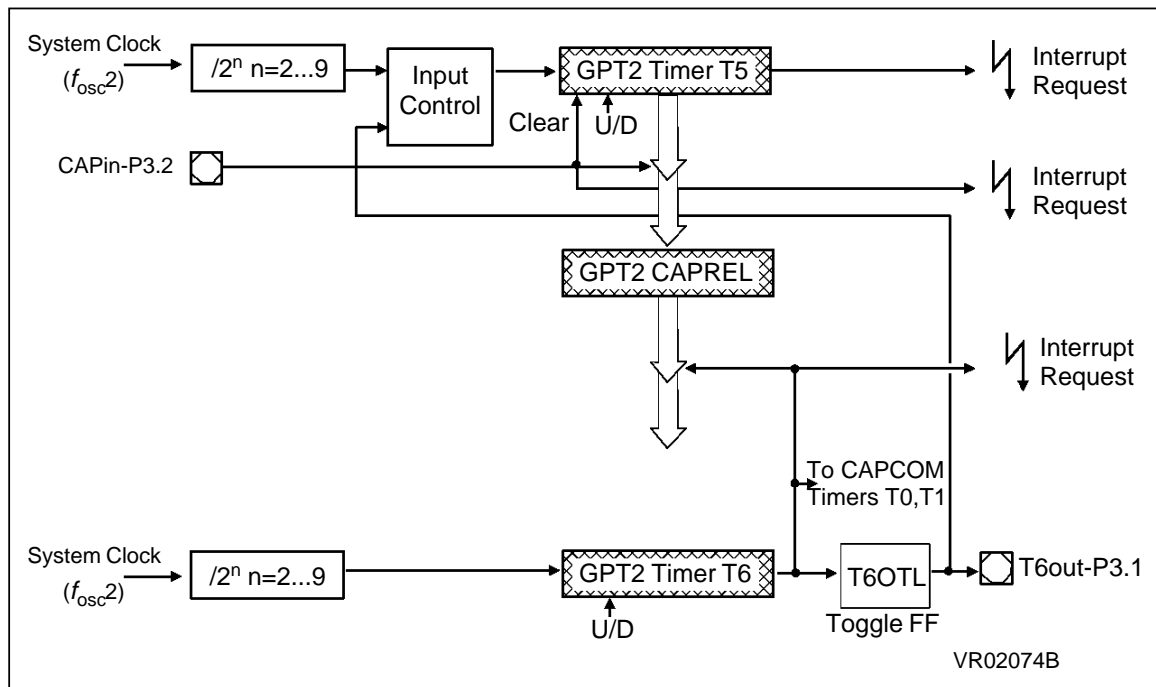 System Clock
(fosc2)
/2ⁿ n=2...9
Input
Control
GPT2 Timer T5
Interrupt
Request
Clear
U/D
CAPin-P3.2
Interrupt
Request
GPT2 CAPREL
Interrupt
Request
To CAPCOM
Timers T0,T1
System Clock
(fosc2)
/2ⁿ n=2...9
GPT2 Timer T6
U/D
T6OTL
Toggle FF
T6out-P3.1
VR02074B